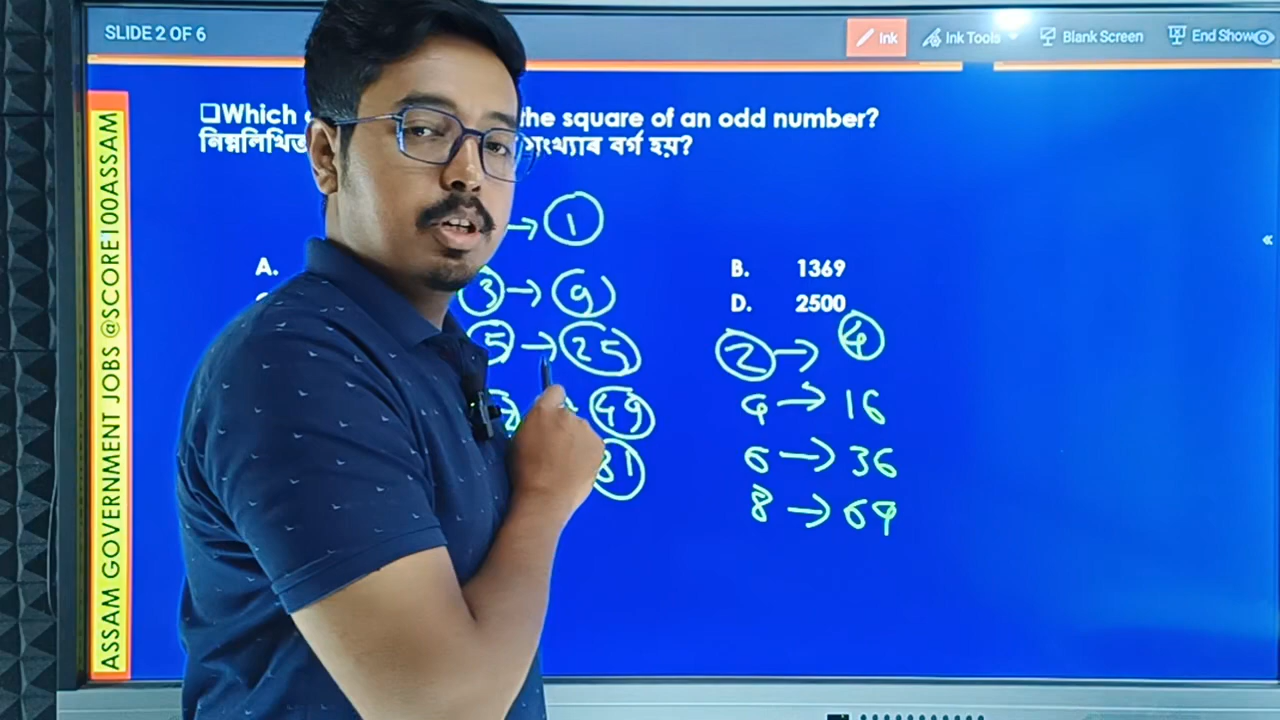 SLIDE 2 OF 6
Ink
Ink Tools
Blank Screen
End Show
ASSAM GOVERNMENT JOBS @SCORE100ASSAM
❑Which
the square of an odd number?
নিম্নলিখিত
সংখ্যাৰ বৰ্গ হয়?
→ 1
A.
B. 1369
3 → 9
D. 2500
5 → 25
2 → 4
49
4 → 16
81
6 → 36
8 → 64